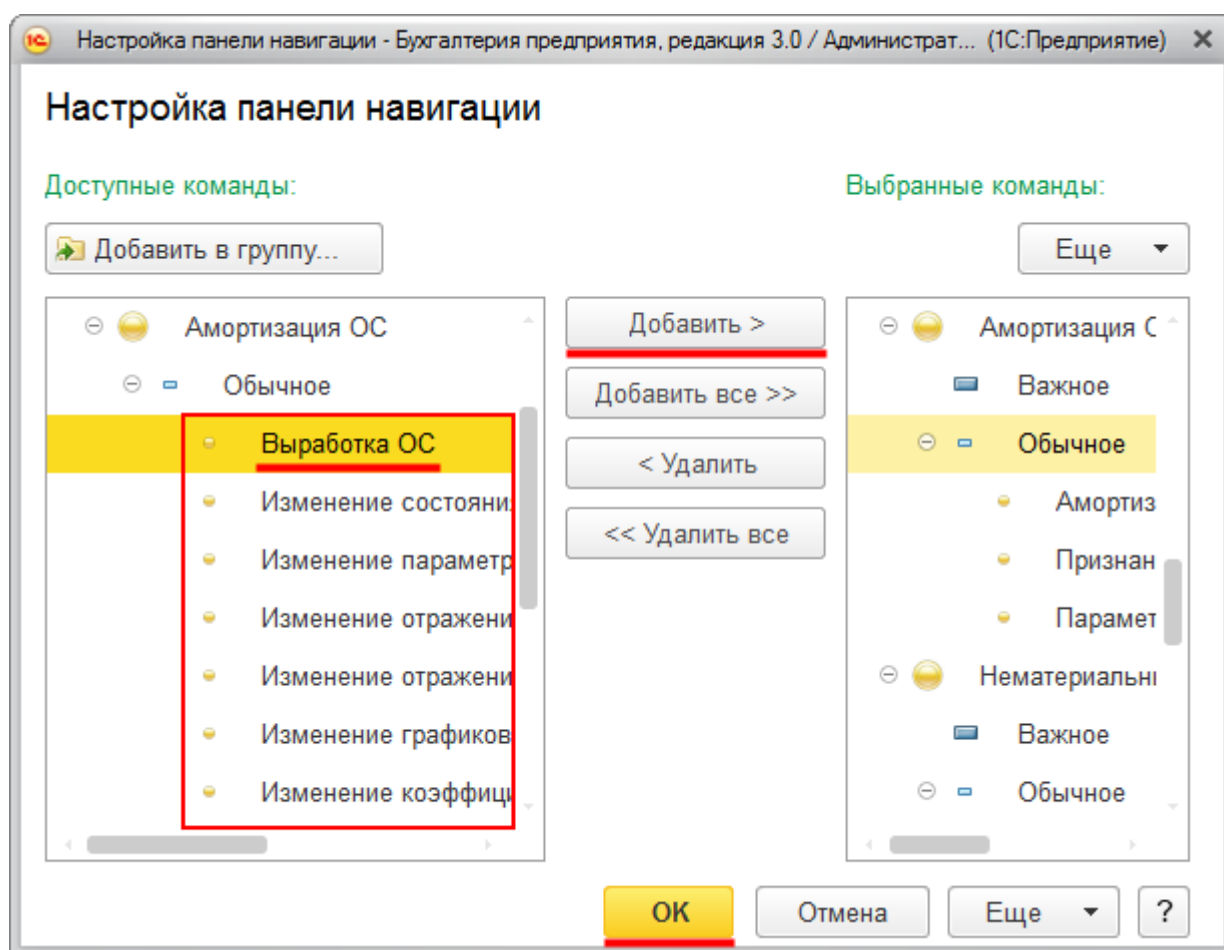 Настройка панели навигации - Бухгалтерия предприятия, редакция 3.0 / Администрат... (1С:Предприятие)
Настройка панели навигации
Доступные команды:
Выбранные команды:
Добавить в группу...
Еще
Амортизация ОС
Обычное
Выработка ОС
Изменение состояни
Изменение параметр
Изменение отражени
Изменение отражени
Изменение графиков
Изменение коэффици
Добавить >
Добавить все >>
< Удалить
<< Удалить все
Амортизация С
Важное
Обычное
Амортиз
Признан
Парамет
Нематериальн
Важное
Обычное
ОК
Отмена
Еще
?